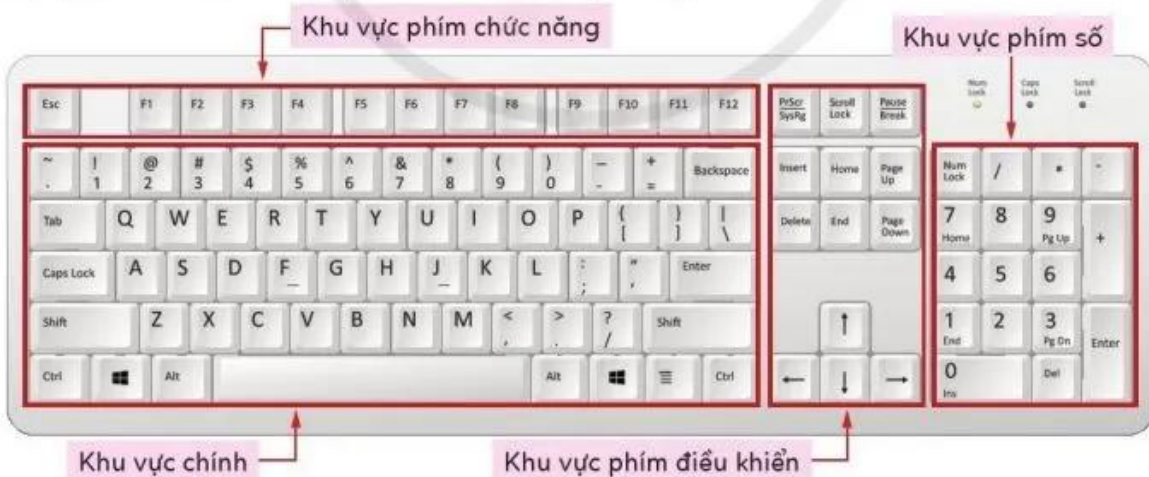 Khu vực phím chức năng
Khu vực phím số
Num Lock Caps Lock Scroll Lock
Esc F1 F2 F3 F4 F5 F6 F7 F8 F9 F10 F11 F12 PrScr SysRg Scroll Lock Pause Break
~ . ! 1 @ 2 # 3 $ 4 % 5 ^ 6 & 7 * 8 ( 9 ) 0 — - + = Backspace Insert Home Page Up Num Lock / * -
Tab Q W E R T Y U I O P { [ } ] | \ Delete End Page Down 7 Home 8 9 Pg Up +
Caps Lock A S D F G H J K L : ; " ' Enter 4 5 6
Shift Z X C V B N M < , > . ? / Shift ↑ 1 End 2 3 Pg Dn Enter
Ctrl Alt Alt Ctrl ← ↓ → 0 Ins Del
Khu vực chính
Khu vực phím điều khiển